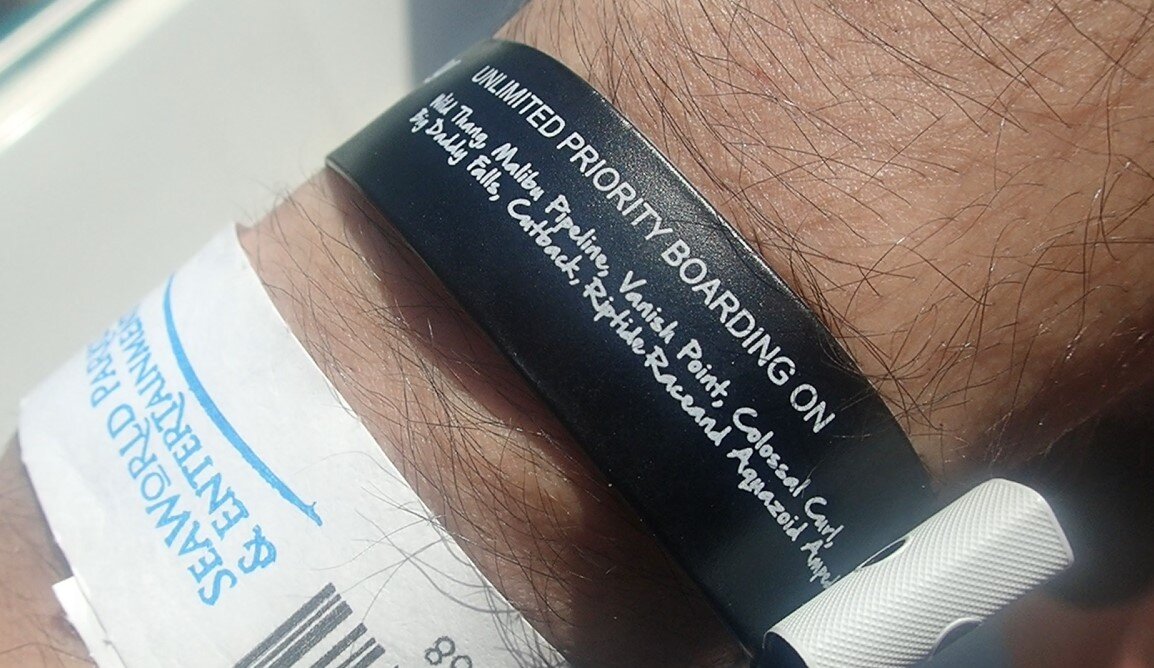 UNLIMITED PRIORITY BOARDING ON
Wild Thang, Malibu Pipeline, Vanish Point, Colossal Curl,
Big Daddy Falls, Cutback, Riptide Raceand Aquazoid Ampe
SEAWORLD PARKS
& ENTERTAINMENT